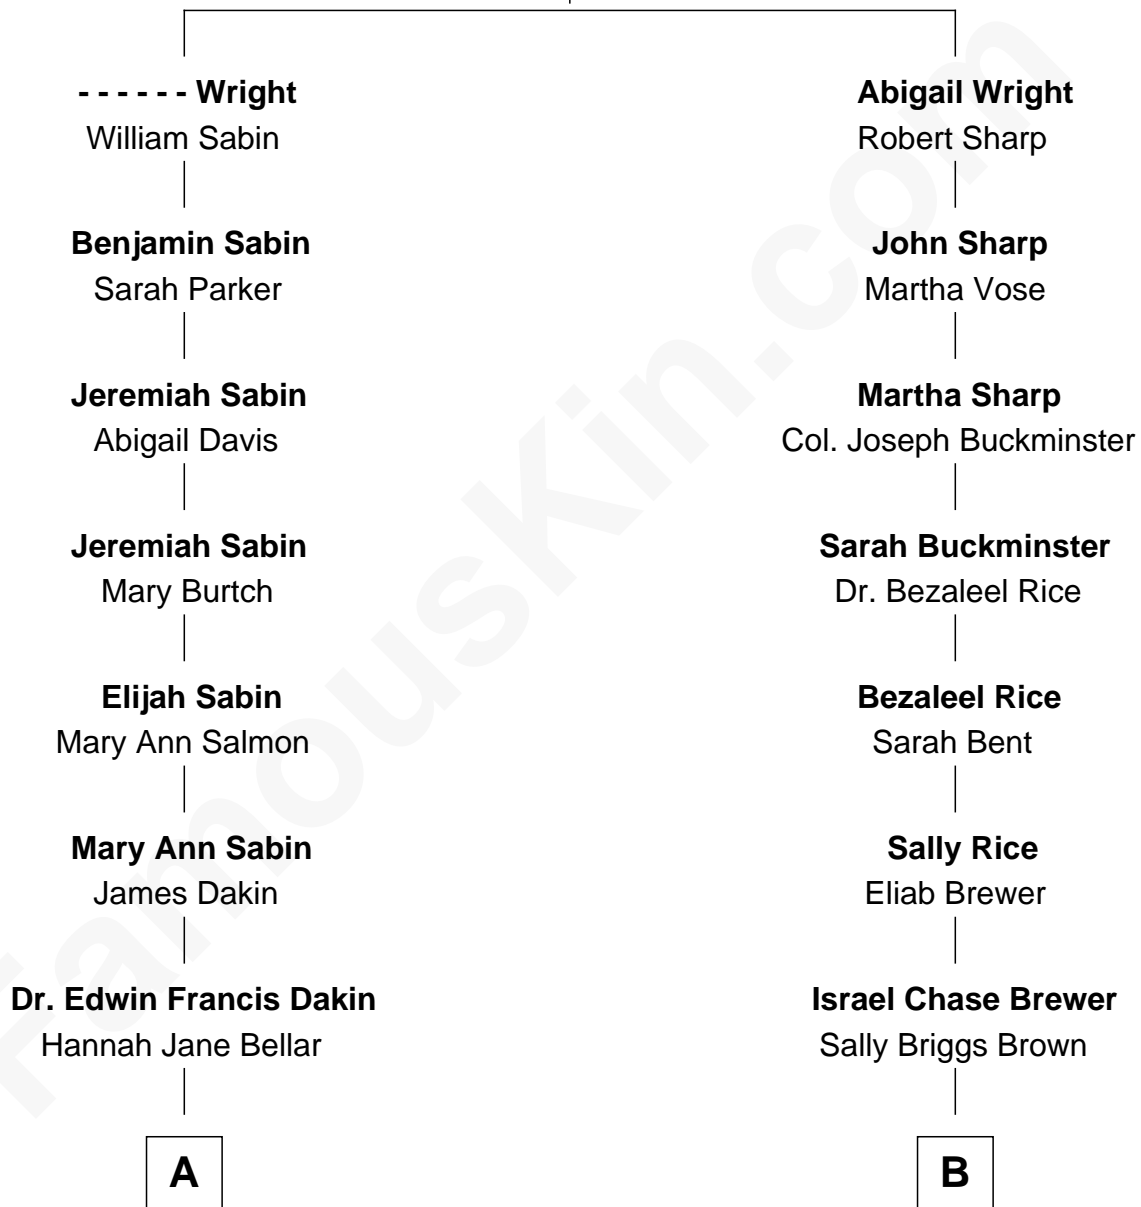 - - - - - - Wright
William Sabin
Abigail Wright
Robert Sharp
Benjamin Sabin
Sarah Parker
John Sharp
Martha Vose
Jeremiah Sabin
Abigail Davis
Martha Sharp
Col. Joseph Buckminster
Jeremiah Sabin
Mary Burtch
Sarah Buckminster
Dr. Bezaleel Rice
Elijah Sabin
Mary Ann Salmon
Bezaleel Rice
Sarah Bent
Mary Ann Sabin
James Dakin
Sally Rice
Eliab Brewer
Dr. Edwin Francis Dakin
Hannah Jane Bellar
Israel Chase Brewer
Sally Briggs Brown
A
B
FamousKin.com